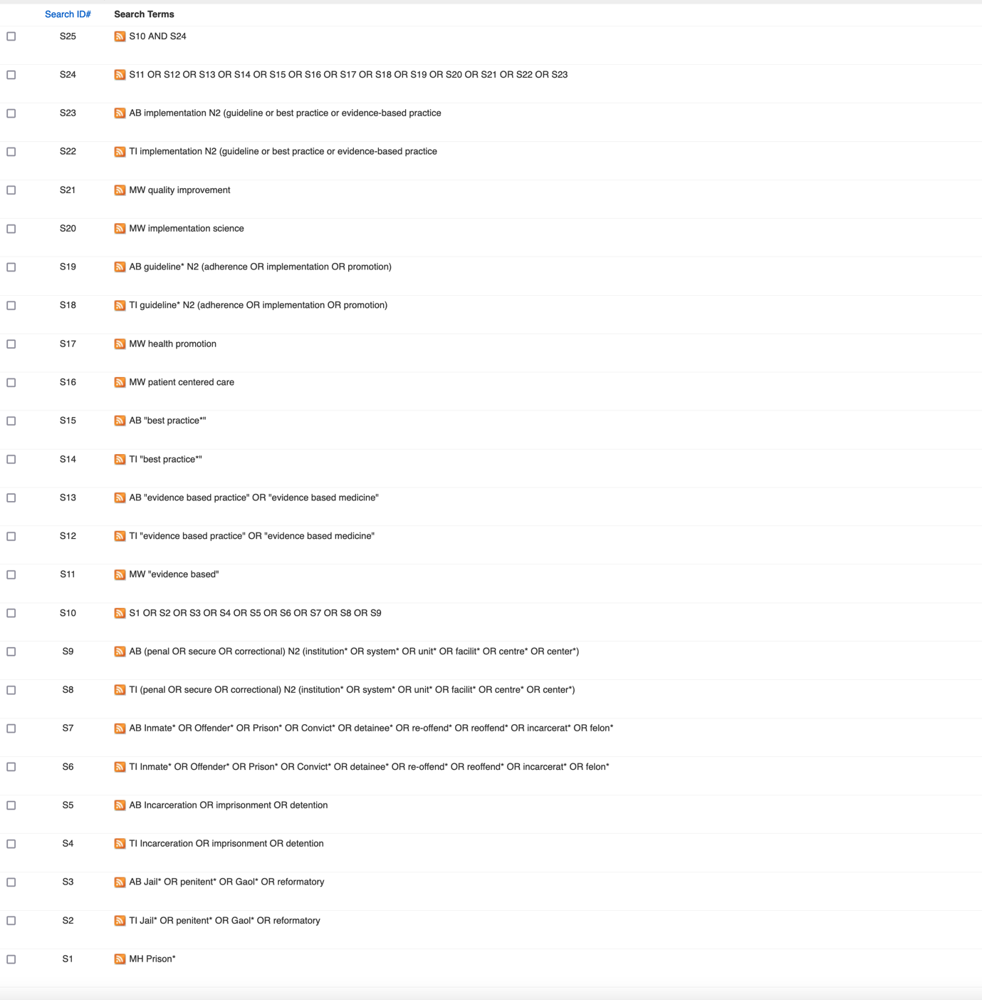 Search ID# Search Terms
S25 S10 AND S24
S24 S11 OR S12 OR S13 OR S14 OR S15 OR S16 OR S17 OR S18 OR S19 OR S20 OR S21 OR S22 OR S23
S23 AB implementation N2 (guideline or best practice or evidence-based practice
S22 TI implementation N2 (guideline or best practice or evidence-based practice
S21 MW quality improvement
S20 MW implementation science
S19 AB guideline* N2 (adherence OR implementation OR promotion)
S18 TI guideline* N2 (adherence OR implementation OR promotion)
S17 MW health promotion
S16 MW patient centered care
S15 AB "best practice*"
S14 TI "best practice*"
S13 AB "evidence based practice" OR "evidence based medicine"
S12 TI "evidence based practice" OR "evidence based medicine"
S11 MW "evidence based"
S10 S1 OR S2 OR S3 OR S4 OR S5 OR S6 OR S7 OR S8 OR S9
S9 AB (penal OR secure OR correctional) N2 (institution* OR system* OR unit* OR facilit* OR centre* OR center*)
S8 TI (penal OR secure OR correctional) N2 (institution* OR system* OR unit* OR facilit* OR centre* OR center*)
S7 AB Inmate* OR Offender* OR Prison* OR Convict* OR detainee* OR re-offend* OR reoffend* OR incarcerat* OR felon*
S6 TI Inmate* OR Offender* OR Prison* OR Convict* OR detainee* OR re-offend* OR reoffend* OR incarcerat* OR felon*
S5 AB Incarceration OR imprisonment OR detention
S4 TI Incarceration OR imprisonment OR detention
S3 AB Jail* OR penitent* OR Gaol* OR reformatory
S2 TI Jail* OR penitent* OR Gaol* OR reformatory
S1 MH Prison*